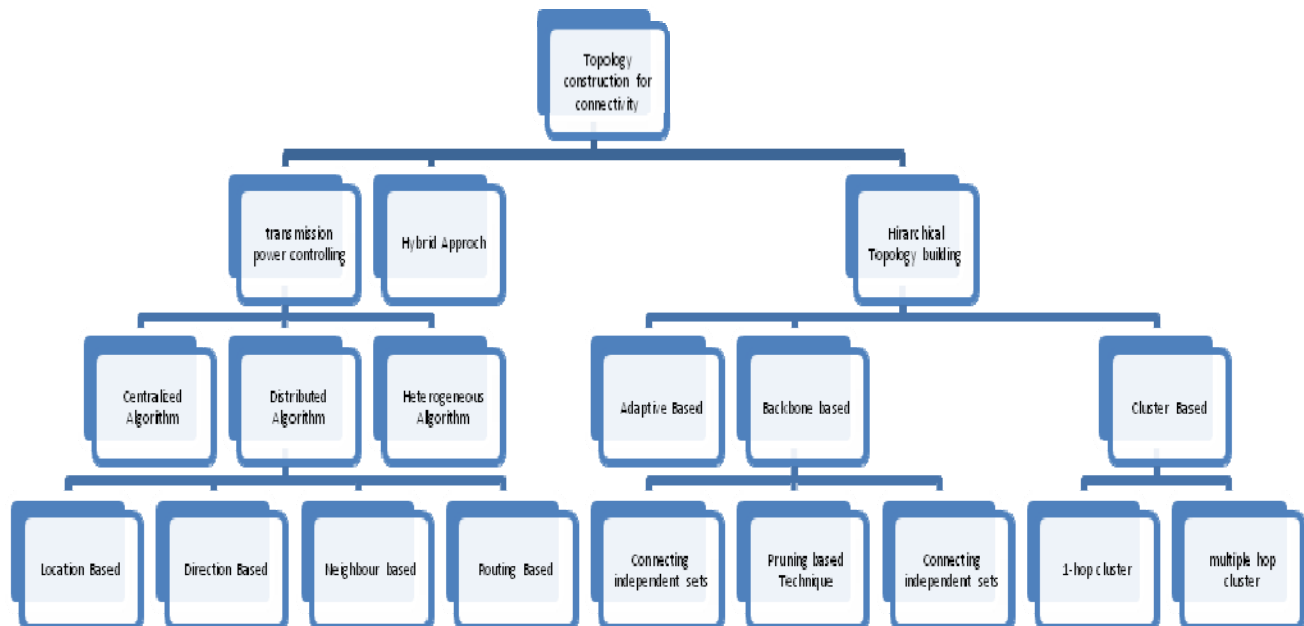 Topology
construction for
connectivity
transmission
power controlling
Hybrid Approch
Hirarchical
Topology building
Centralized
Algorithm
Distributed
Algorithm
Heterogeneous
Algorithm
Adaptive Based
Backbone based
Cluster Based
Location Based
Direction Based
Neighbour based
Routing Based
Connecting
independent sets
Pruning based
Technique
Connecting
independent sets
1-hop cluster
multiple hop
cluster